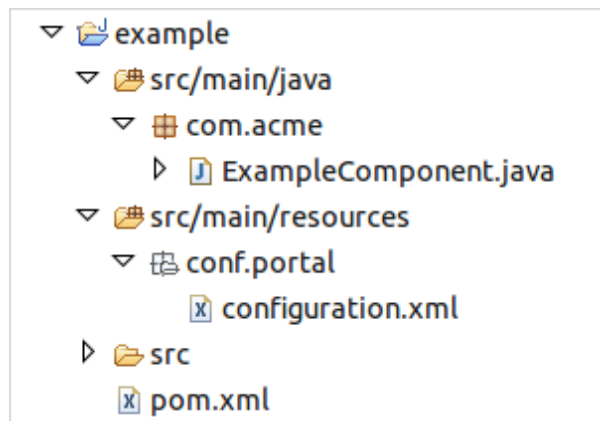 example
src/main/java
com.acme
ExampleComponent.java
src/main/resources
conf.portal
configuration.xml
src
pom.xml